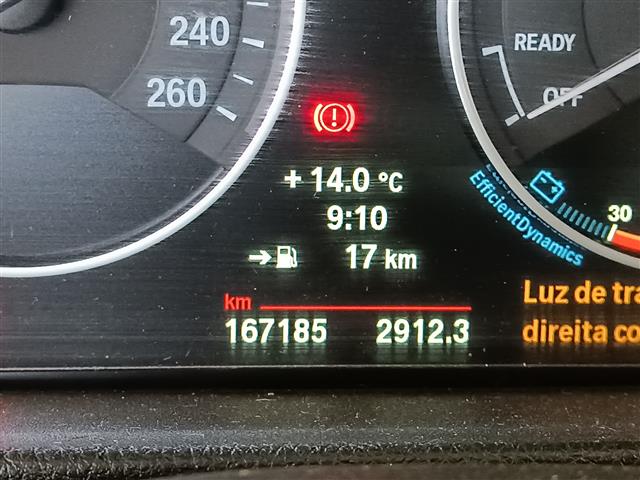 240
260
READY
OFF
+ 14.0 °C
9:10
17 km
EfficientDynamics
30
km
167185 2912.3
Luz de tra
direita co